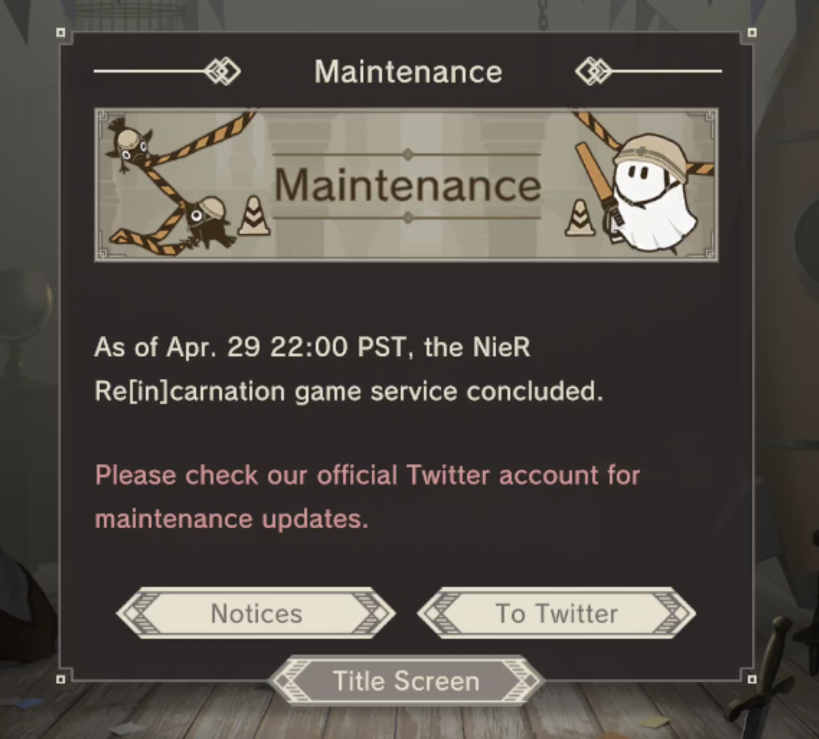 Maintenance
Maintenance
As of Apr. 29 22:00 PST, the NieR
Re[in]carnation game service concluded.
Please check our official Twitter account for
maintenance updates.
Notices
To Twitter
Title Screen